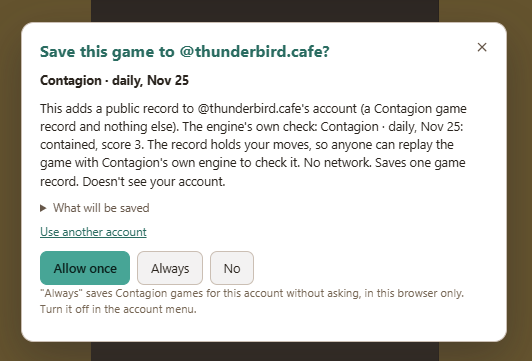 Save this game to @thunderbird.cafe?
Contagion · daily, Nov 25
This adds a public record to @thunderbird.cafe's account (a Contagion game
record and nothing else). The engine's own check: Contagion · daily, Nov 25:
contained, score 3. The record holds your moves, so anyone can replay the
game with Contagion's own engine to check it. No network. Saves one game
record. Doesn't see your account.
What will be saved
Use another account
Allow once
Always
No
"Always" saves Contagion games for this account without asking, in this browser only.
Turn it off in the account menu.